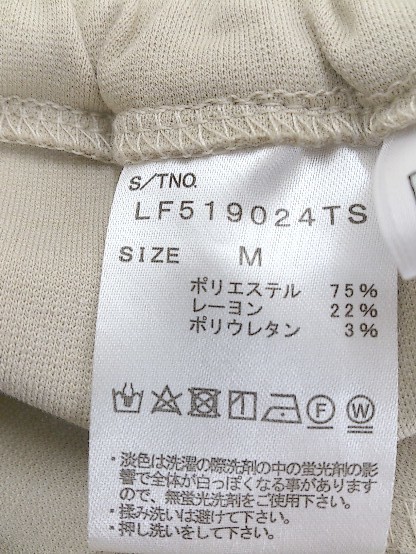 S/TNO.
LF519024TS
SIZE M
ポリエステル 75%
レーヨン 22%
ポリウレタン 3%
F W
・淡色は洗濯の際洗剤の中の蛍光剤の影
響で全体が白っぽくなる事があります
ので、無蛍光洗剤をご使用下さい。
・揉み洗いは避けて下さい。
・押し洗いをして下さい。